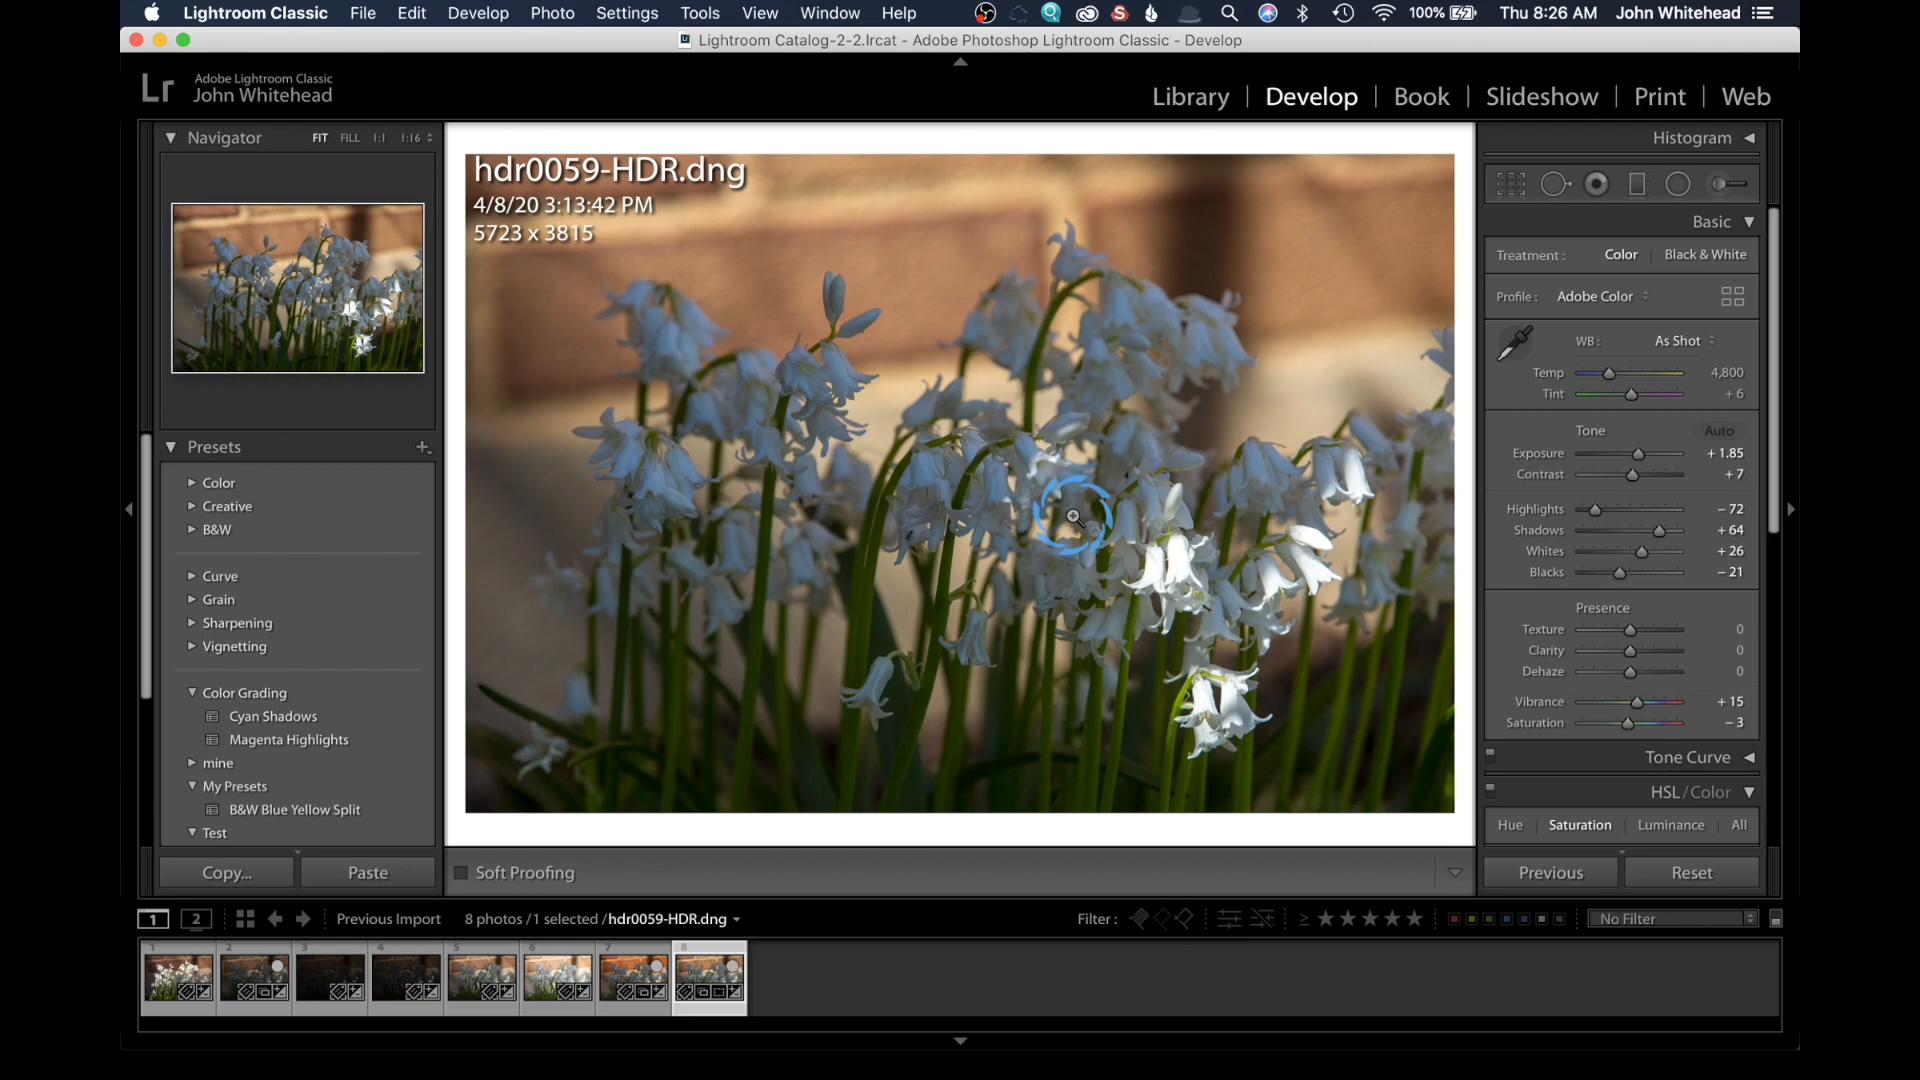 Lightroom Classic File Edit Develop Photo Settings Tools View Window Help 100% Thu 8:26 AM John Whitehead
Lightroom Catalog-2-2.lrcat - Adobe Photoshop Lightroom Classic - Develop
Lr Adobe Lightroom Classic
John Whitehead
Library | Develop | Book | Slideshow | Print | Web
Navigator FIT FILL 1:1 1:16
Presets
Color
Creative
B&W
Curve
Grain
Sharpening
Vignetting
Color Grading
Cyan Shadows
Magenta Highlights
mine
My Presets
B&W Blue Yellow Split
Test
Copy... Paste
hdr0059-HDR.dng
4/8/20 3:13:42 PM
5723 x 3815
Soft Proofing
Histogram
Basic
Treatment : Color | Black & White
Profile : Adobe Color
WB : As Shot
Temp 4,800
Tint + 6
Tone Auto
Exposure + 1.85
Contrast + 7
Highlights − 72
Shadows + 64
Whites + 26
Blacks − 21
Presence
Texture 0
Clarity 0
Dehaze 0
Vibrance + 15
Saturation − 3
Tone Curve
HSL / Color
Hue | Saturation | Luminance | All
Previous Reset
1 2 Previous Import 8 photos / 1 selected / hdr0059-HDR.dng Filter : ≥ ★★★★★ No Filter
1 2 3 4 5 6 7 8